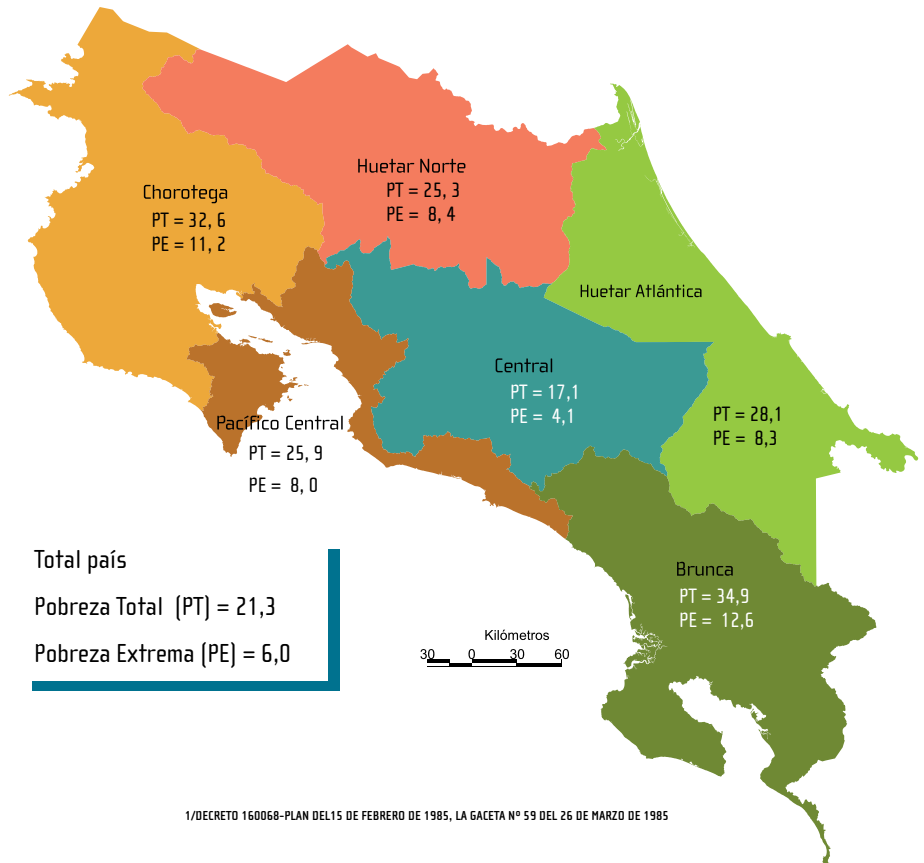 Huetar Norte
PT = 25, 3
PE = 8, 4
Chorotega
PT = 32, 6
PE = 11, 2
Huetar Atlántica
PT = 28,1
PE = 8,3
Central
PT = 17,1
PE = 4,1
Pacífico Central
PT = 25, 9
PE = 8, 0
Brunca
PT = 34,9
PE = 12,6
Total país
Pobreza Total (PT) = 21,3
Pobreza Extrema (PE) = 6,0
Kilómetros
30 0 30 60
1/DECRETO 160068-PLAN DEL15 DE FEBRERO DE 1985, LA GACETA Nº 59 DEL 26 DE MARZO DE 1985